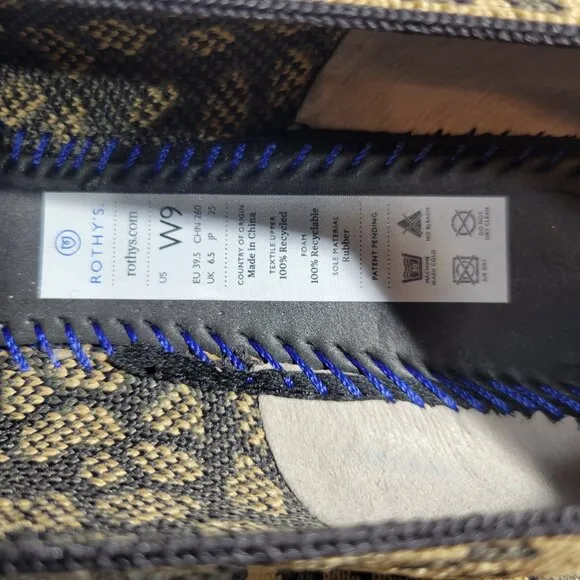 ROTHY'S.
rothys.com
US
W9
EU 39.5 CHN 260
UK 6.5 JP 25
COUNTRY OF ORIGIN
Made in China
TEXTILE UPPER
100% Recycled
FOAM
100% Recyclable
SOLE MATERIAL
Rubber
PATENT PENDING
MACHINE
WASH COLD
NO BLEACH
AIR DRY
DO NOT
DRY CLEAN